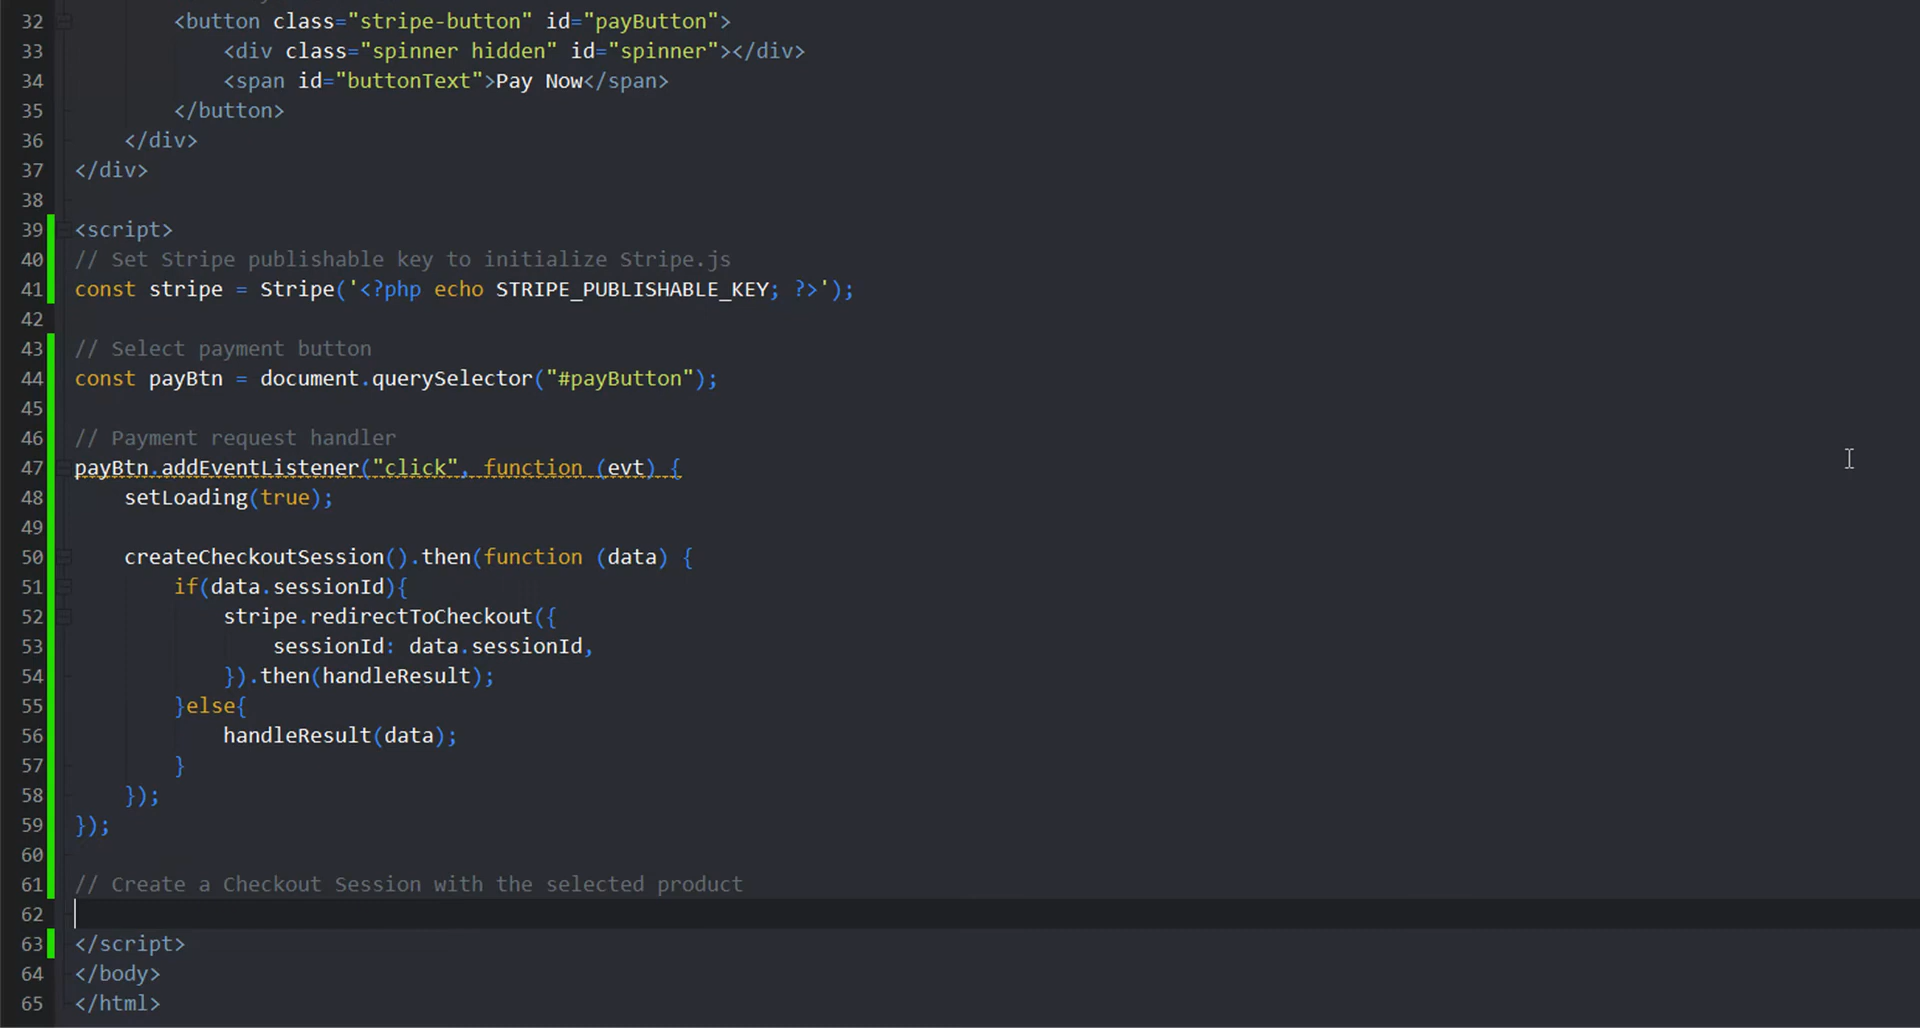 32 <button class="stripe-button" id="payButton">
33 <div class="spinner hidden" id="spinner"></div>
34 <span id="buttonText">Pay Now</span>
35 </button>
36 </div>
37 </div>
38
39 <script>
40 // Set Stripe publishable key to initialize Stripe.js
41 const stripe = Stripe('<?php echo STRIPE_PUBLISHABLE_KEY; ?>');
42
43 // Select payment button
44 const payBtn = document.querySelector("#payButton");
45
46 // Payment request handler
47 payBtn.addEventListener("click", function (evt) {
48 setLoading(true);
49
50 createCheckoutSession().then(function (data) {
51 if(data.sessionId){
52 stripe.redirectToCheckout({
53 sessionId: data.sessionId,
54 }).then(handleResult);
55 }else{
56 handleResult(data);
57 }
58 });
59 });
60
61 // Create a Checkout Session with the selected product
62
63 </script>
64 </body>
65 </html>